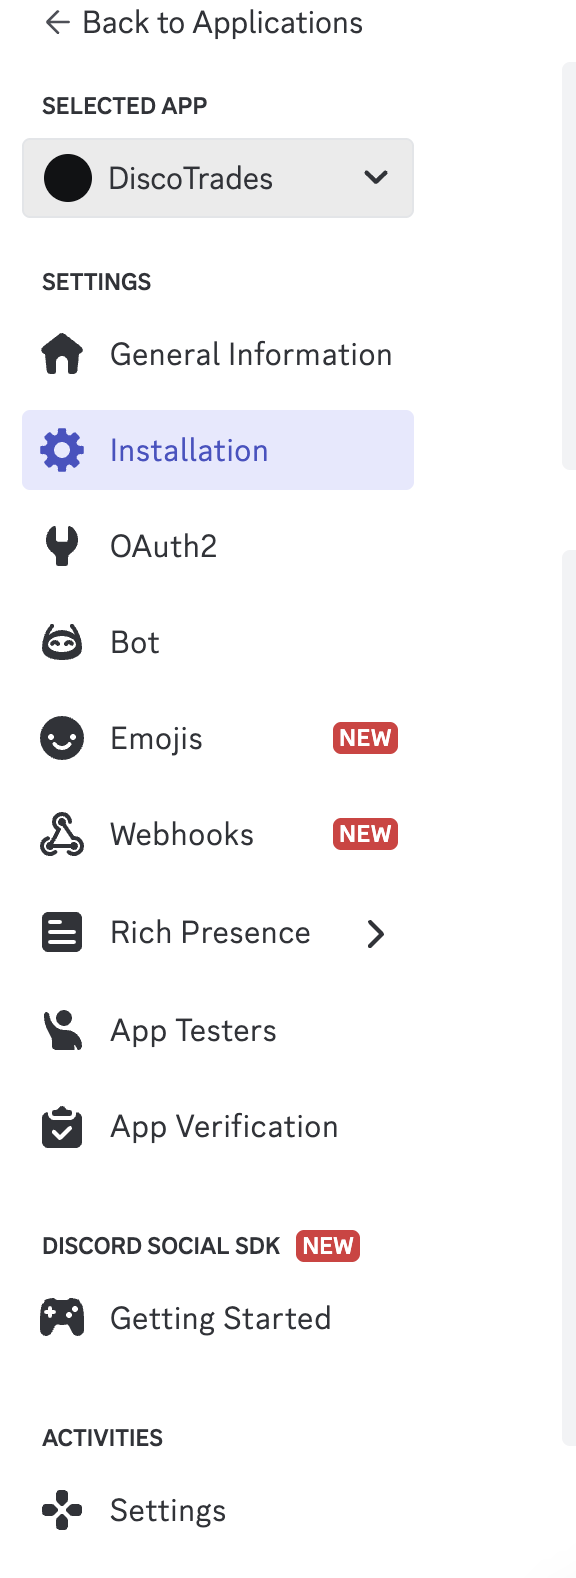 ← Back to Applications
SELECTED APP
DiscoTrades
SETTINGS
General Information
Installation
OAuth2
Bot
Emojis NEW
Webhooks NEW
Rich Presence
App Testers
App Verification
DISCORD SOCIAL SDK NEW
Getting Started
ACTIVITIES
Settings